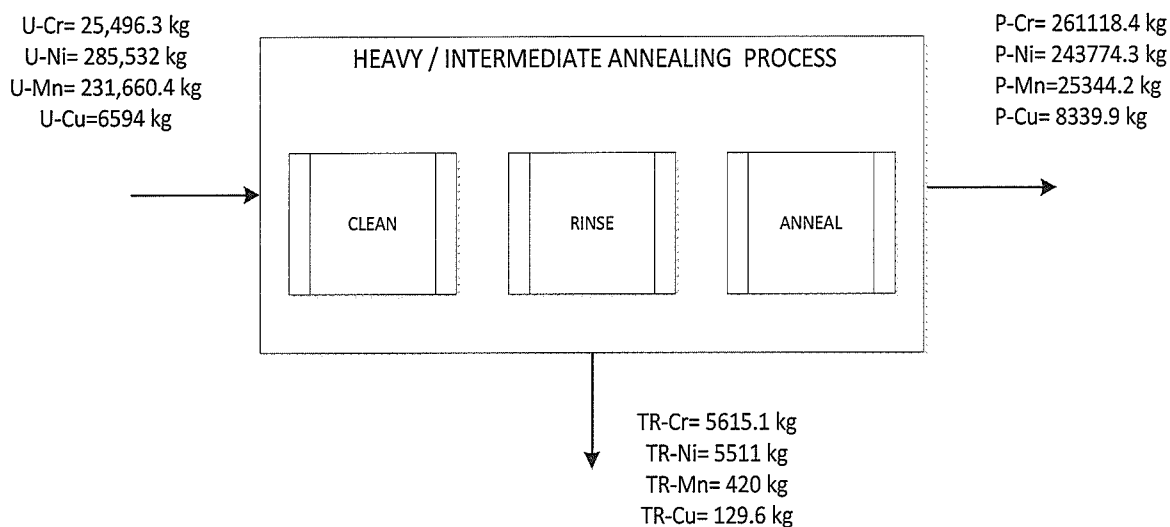 U-Cr= 25,496.3 kg
U-Ni= 285,532 kg
U-Mn= 231,660.4 kg
U-Cu=6594 kg
HEAVY / INTERMEDIATE ANNEALING PROCESS
P-Cr= 261118.4 kg
P-Ni= 243774.3 kg
P-Mn=25344.2 kg
P-Cu= 8339.9 kg
CLEAN
RINSE
ANNEAL
TR-Cr= 5615.1 kg
TR-Ni= 5511 kg
TR-Mn= 420 kg
TR-Cu= 129.6 kg